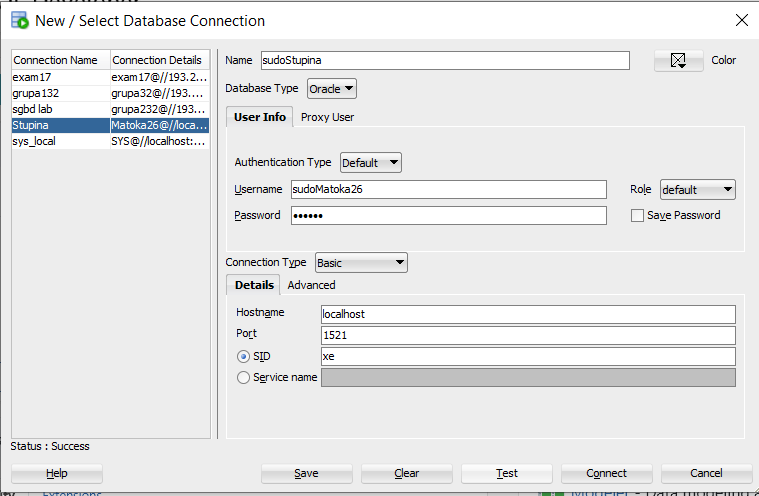 New / Select Database Connection
Connection Name Connection Details
exam17 exam17@//193.2...
grupa132 grupa32@//193....
sgbd lab grupa232@//193...
Stupina Matoka26@//loca...
sys_local SYS@//localhost:...
Name sudoStupina Color
Database Type Oracle
User Info Proxy User
Authentication Type Default
Username sudoMatoka26 Role default
Password •••••• Save Password
Connection Type Basic
Details Advanced
Hostname localhost
Port 1521
SID xe
Service name
Status : Success
Help Save Clear Test Connect Cancel